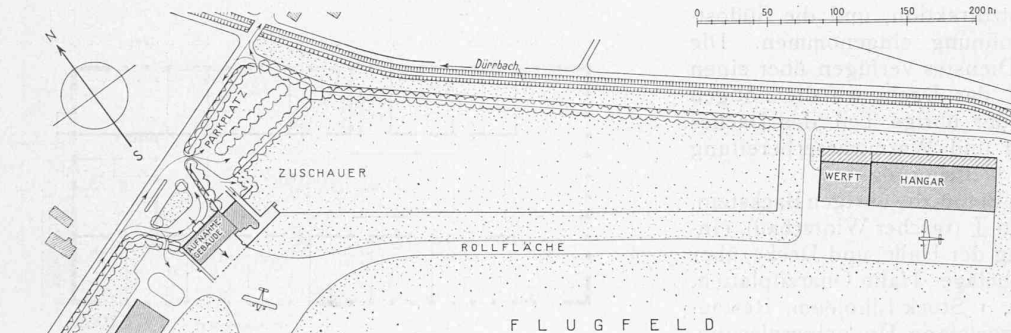 0 50 100 150 200 m
Dürrbach
N
S
PARKPLATZ
ZUSCHAUER
AUFNAHME-
GEBÄUDE
WERFT HANGAR
ROLLFLÄCHE
FLUGFELD